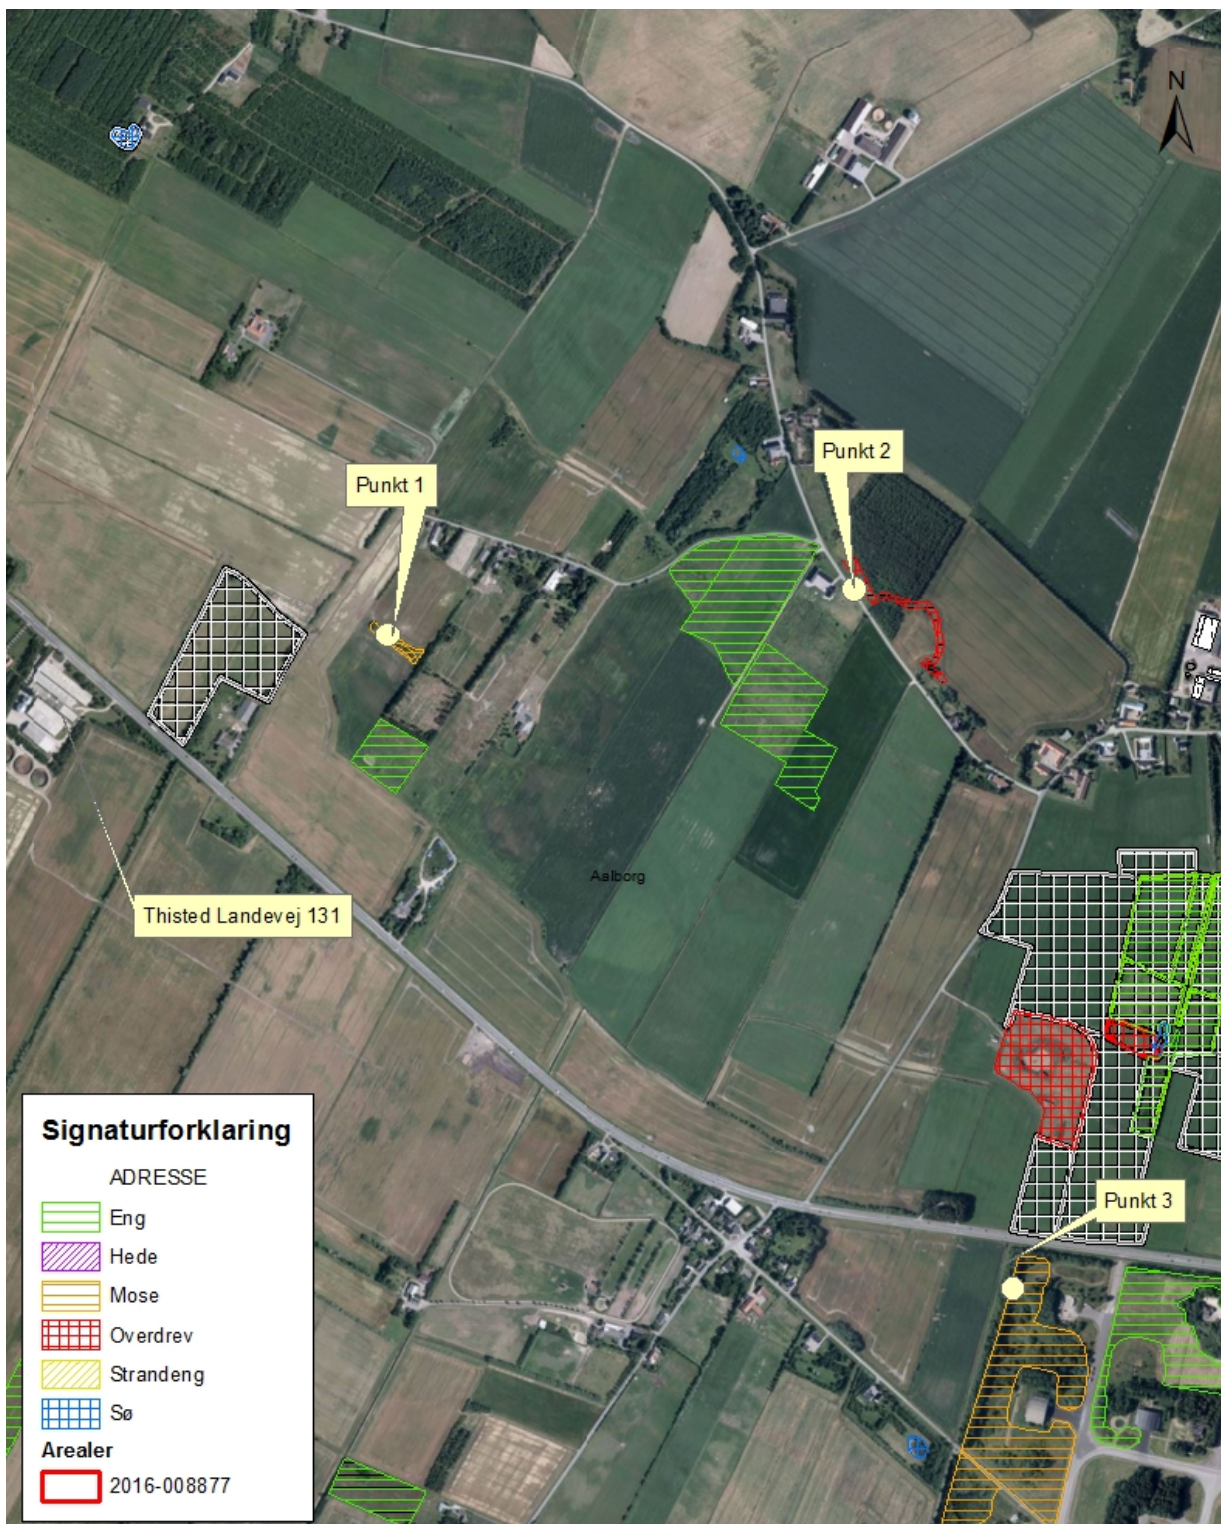 N
Punkt 2
Punkt 1
Aalborg
Thisted Landevej 131
Punkt 3
Signaturforklaring
ADRESSE
Eng
Hede
Mose
Overdrev
Strandeng
Sø
Arealer
2016-008877